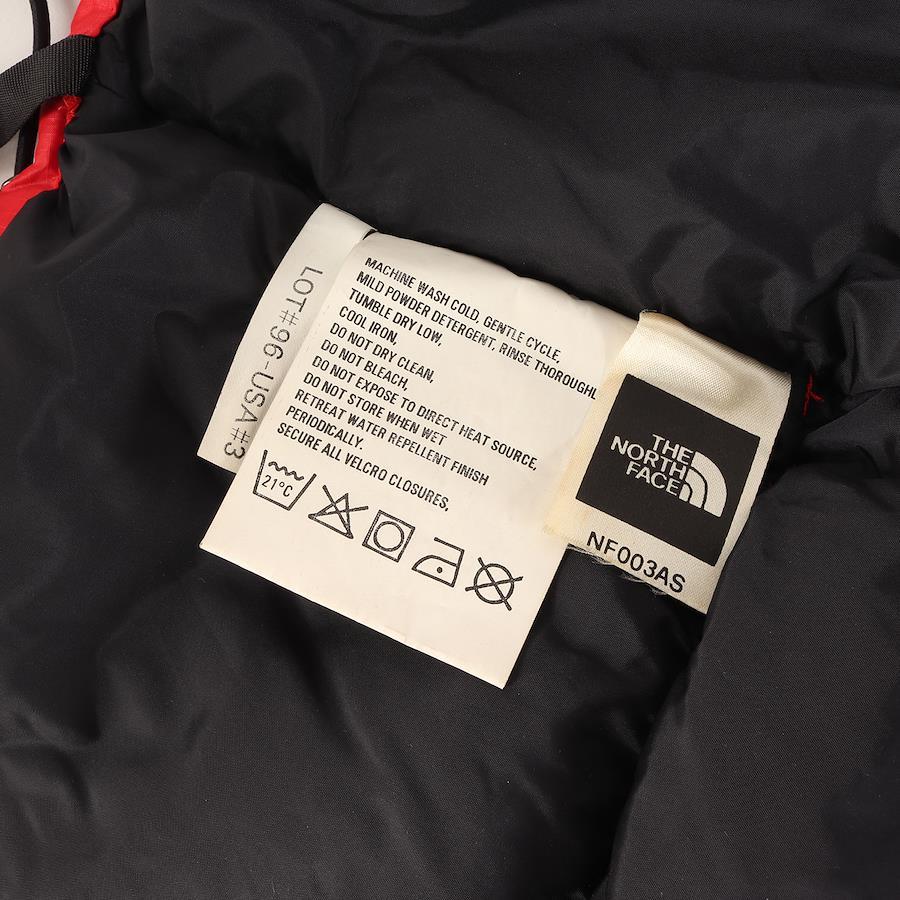 LOT#96-USA#3
MACHINE WASH COLD, GENTLE CYCLE,
MILD POWDER DETERGENT, RINSE THOROUGHL
TUMBLE DRY LOW,
COOL IRON,
DO NOT DRY CLEAN,
DO NOT BLEACH,
DO NOT EXPOSE TO DIRECT HEAT SOURCE,
DO NOT STORE WHEN WET
RETREAT WATER REPELLENT FINISH
PERIODICALLY.
SECURE ALL VELCRO CLOSURES,
21°C
THE
NORTH
FACE
NF003AS